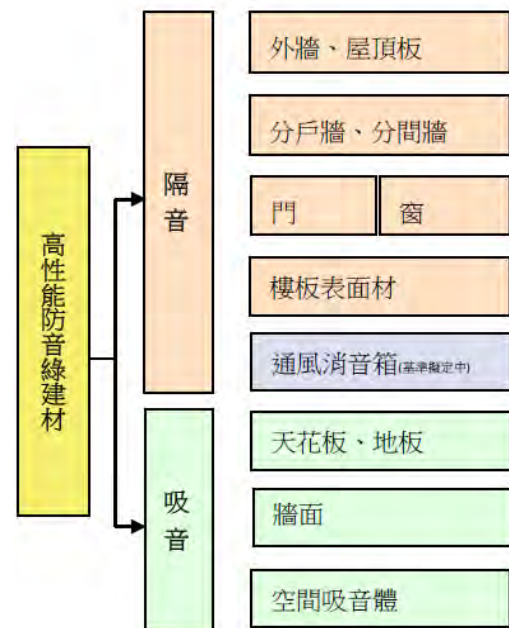 高性能防音綠建材
隔音
外牆、屋頂板
分戶牆、分間牆
門
窗
樓板表面材
通風消音箱(基準擬定中)
吸音
天花板、地板
牆面
空間吸音體